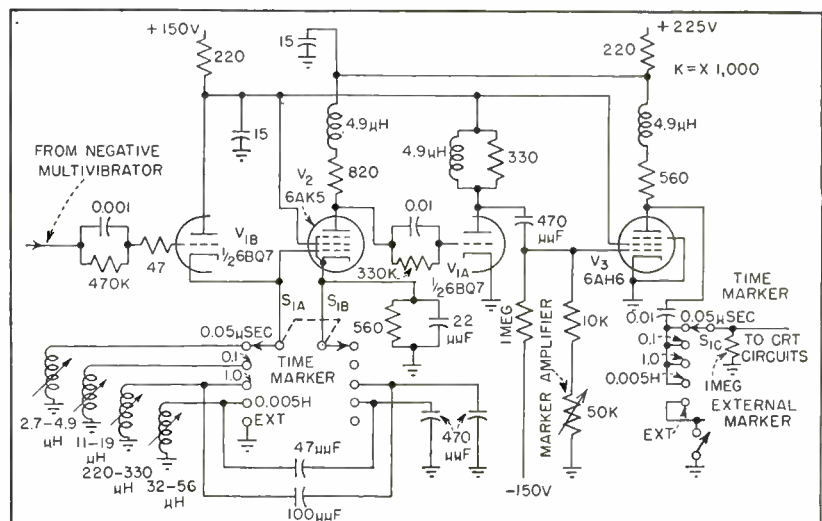 +150V
220
15
220
+225V
K=X 1,000
4.9μH
4.9μH
4.9μH
FROM NEGATIVE
MULTIVIBRATOR
15
V2
6AK5
820
330
560
0.001
470K
47
V1B
½6BQ7
0.01
330K
V1A
½6BQ7
470
μμF
V3
6AH6
S1A
S1B
560
22
μμF
1MEG
MARKER AMPLIFIER
10K
50K
-150V
TIME
MARKER
0.01
0.05μSEC
0.1
1.0
0.005H
S1C
TO CRT
CIRCUITS
1MEG
EXTERNAL
MARKER
EXT
0.05μSEC
0.1
1.0
0.005H
EXT
TIME
MARKER
2.7-4.9
μH
11-19
μH
220-330
μH
32-56
μH
47μμF
100μμF
470
μμF